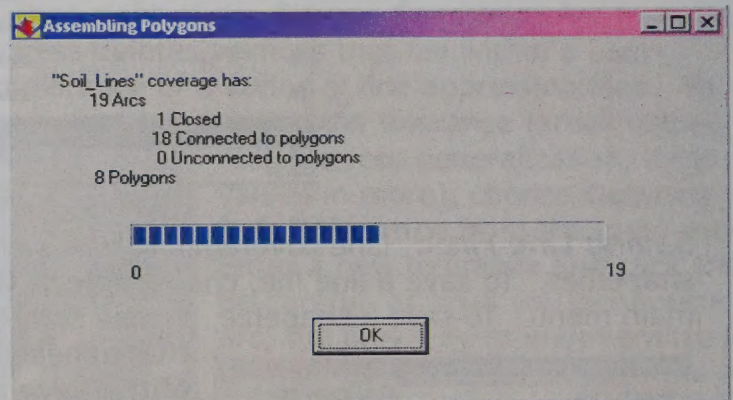 Assembling Polygons
"Soil_Lines" coverage has:
19 Arcs
1 Closed
18 Connected to polygons
0 Unconnected to polygons
8 Polygons
0 19
OK